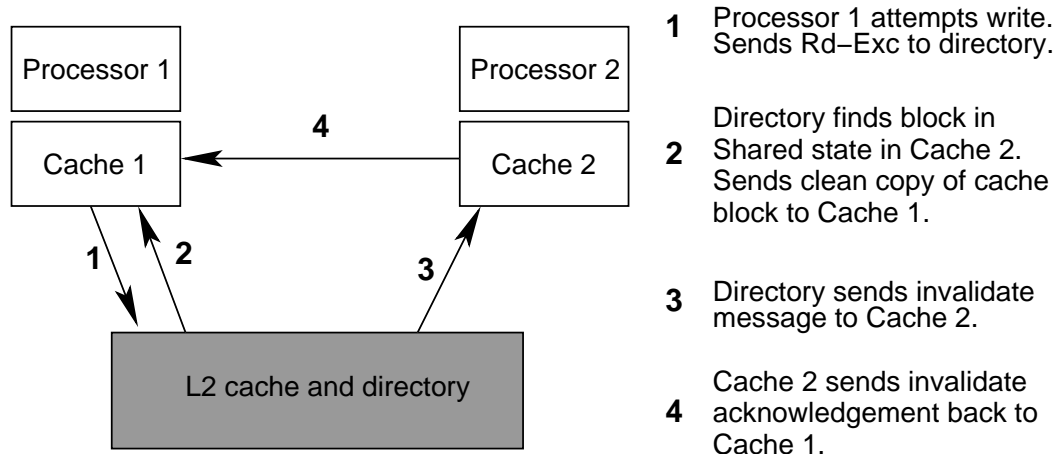 Processor 1
Processor 2
Cache 1
4
Cache 2
1
2
3
L2 cache and directory
1 Processor 1 attempts write.
Sends Rd−Exc to directory.
Directory finds block in
2 Shared state in Cache 2.
Sends clean copy of cache
block to Cache 1.
3 Directory sends invalidate
message to Cache 2.
Cache 2 sends invalidate
4 acknowledgement back to
Cache 1.